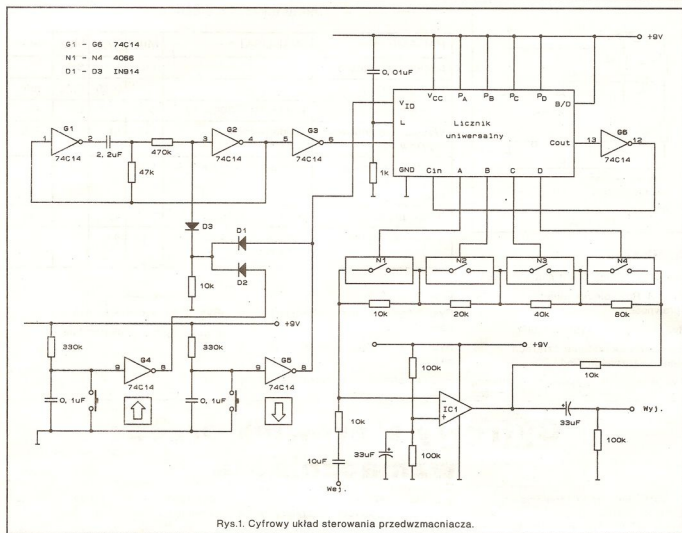 G1 - G6 74C14
N1 - N4 4066
D1 - D3 IN914
+9V
0,01uF
VCC PA PB PC PD
VID
B/D
L
Licznik
uniwersalny
Cout
GND Cin A B C D
1k
G1
1 2
74C14
2,2uF
470k
47k
G2
3 4
74C14
G3
5 6
74C14
G6
13 12
74C14
D3
D1
D2
10k
N1 N2 N3 N4
10k 20k 40k 80k
+9V
330k
G4
9 8
74C14
0,1uF
330k
G5
9 8
74C14
0,1uF
+9V
100k
10k
10k
IC1
- +
33uF
100k
10uF
Wej.
33uF
Wyj.
100k
Rys.1. Cyfrowy układ sterowania przedwzmacniacza.